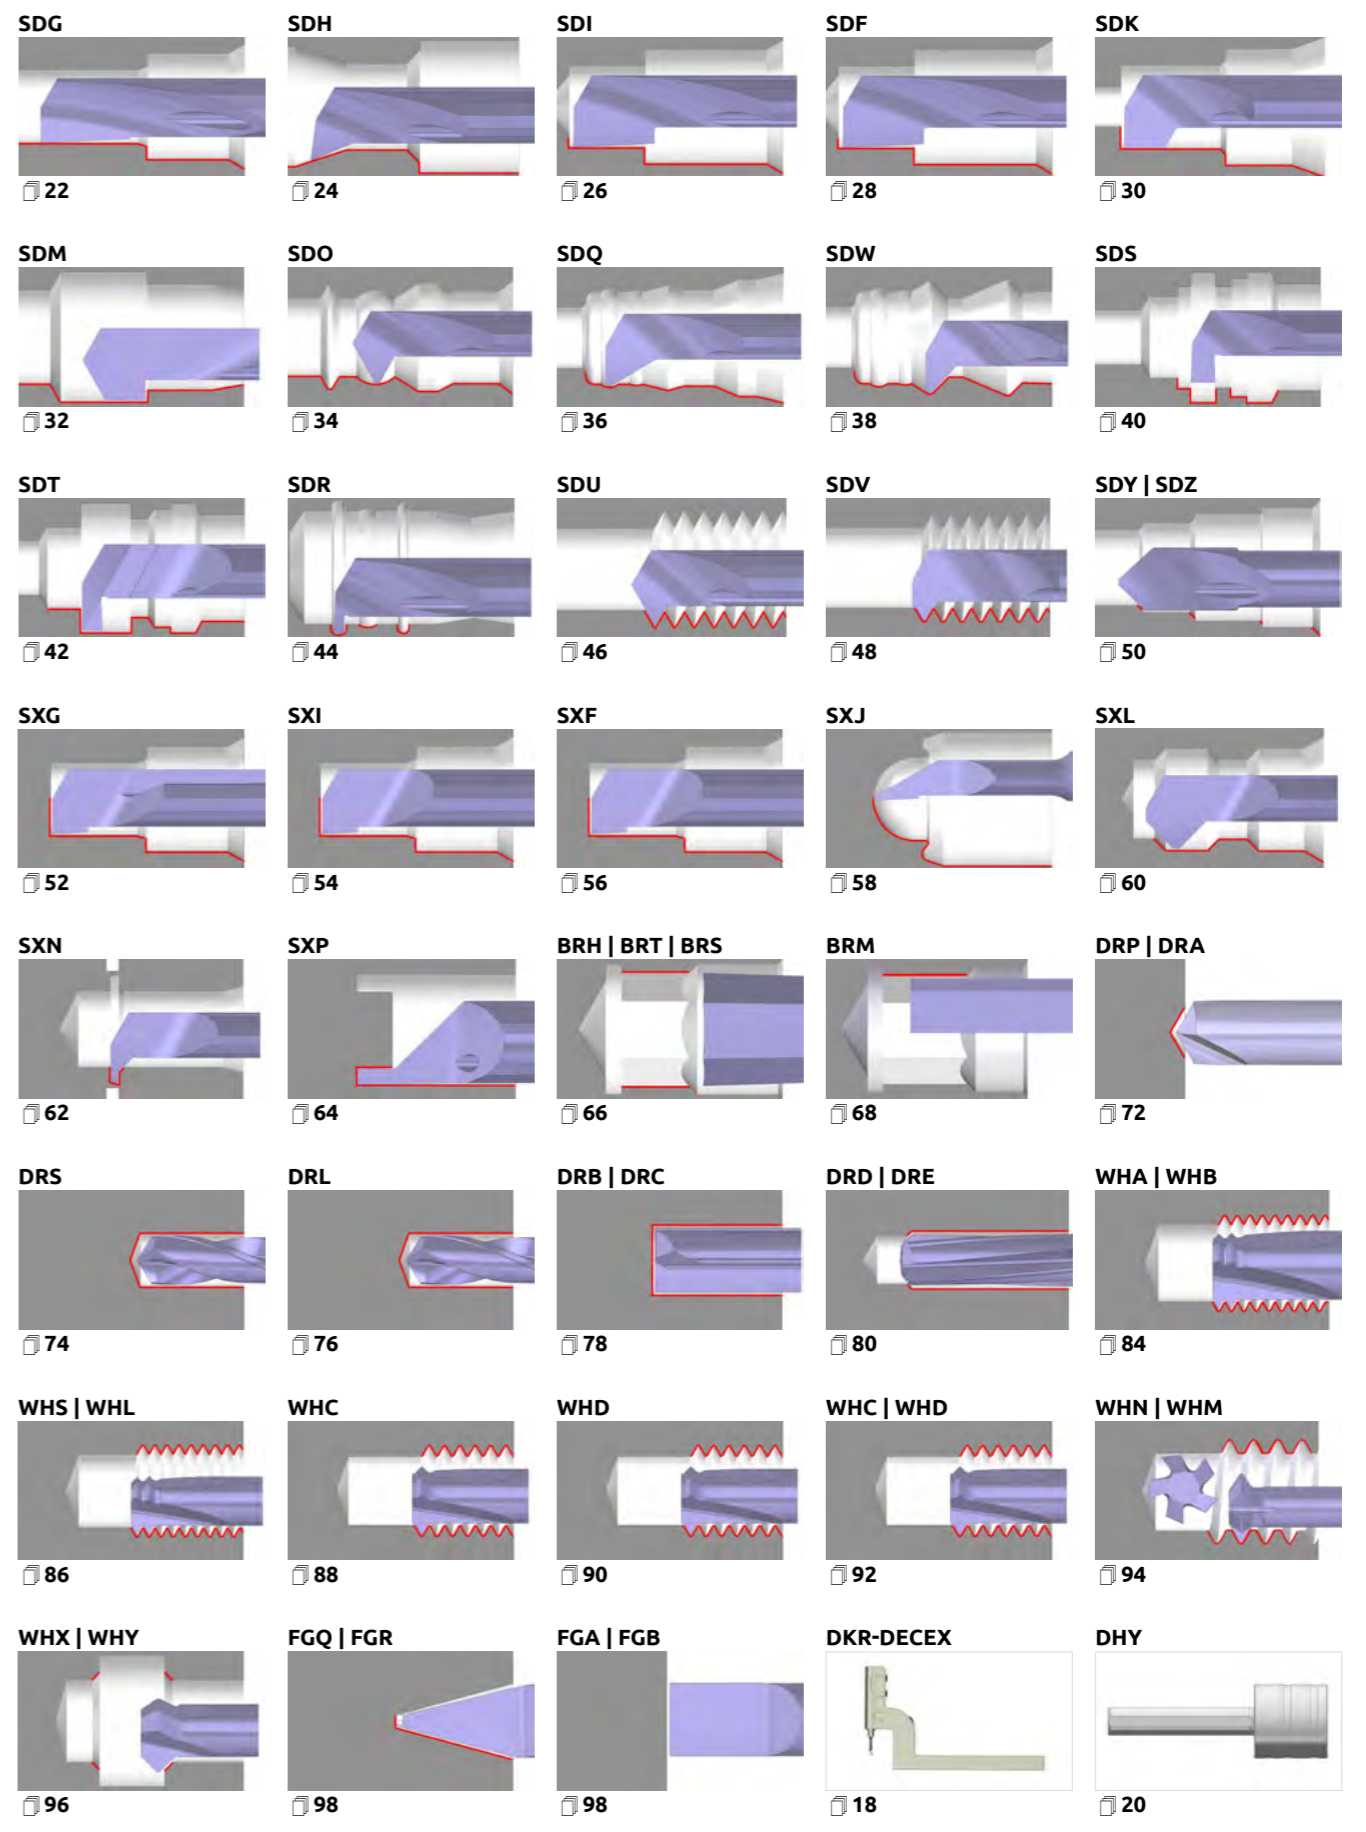 SDG SDH SDI SDF SDK
22 24 26 28 30
SDM SDO SDQ SDW SDS
32 34 36 38 40
SDT SDR SDU SDV SDY | SDZ
42 44 46 48 50
SXG SXI SXF SXJ SXL
52 54 56 58 60
SXN SXP BRH | BRT | BRS BRM DRP | DRA
62 64 66 68 72
DRS DRL DRB | DRC DRD | DRE WHA | WHB
74 76 78 80 84
WHS | WHL WHC WHD WHC | WHD WHN | WHM
86 88 90 92 94
WHX | WHY FGQ | FGR FGA | FGB DKR-DECEX DHY
96 98 98 18 20